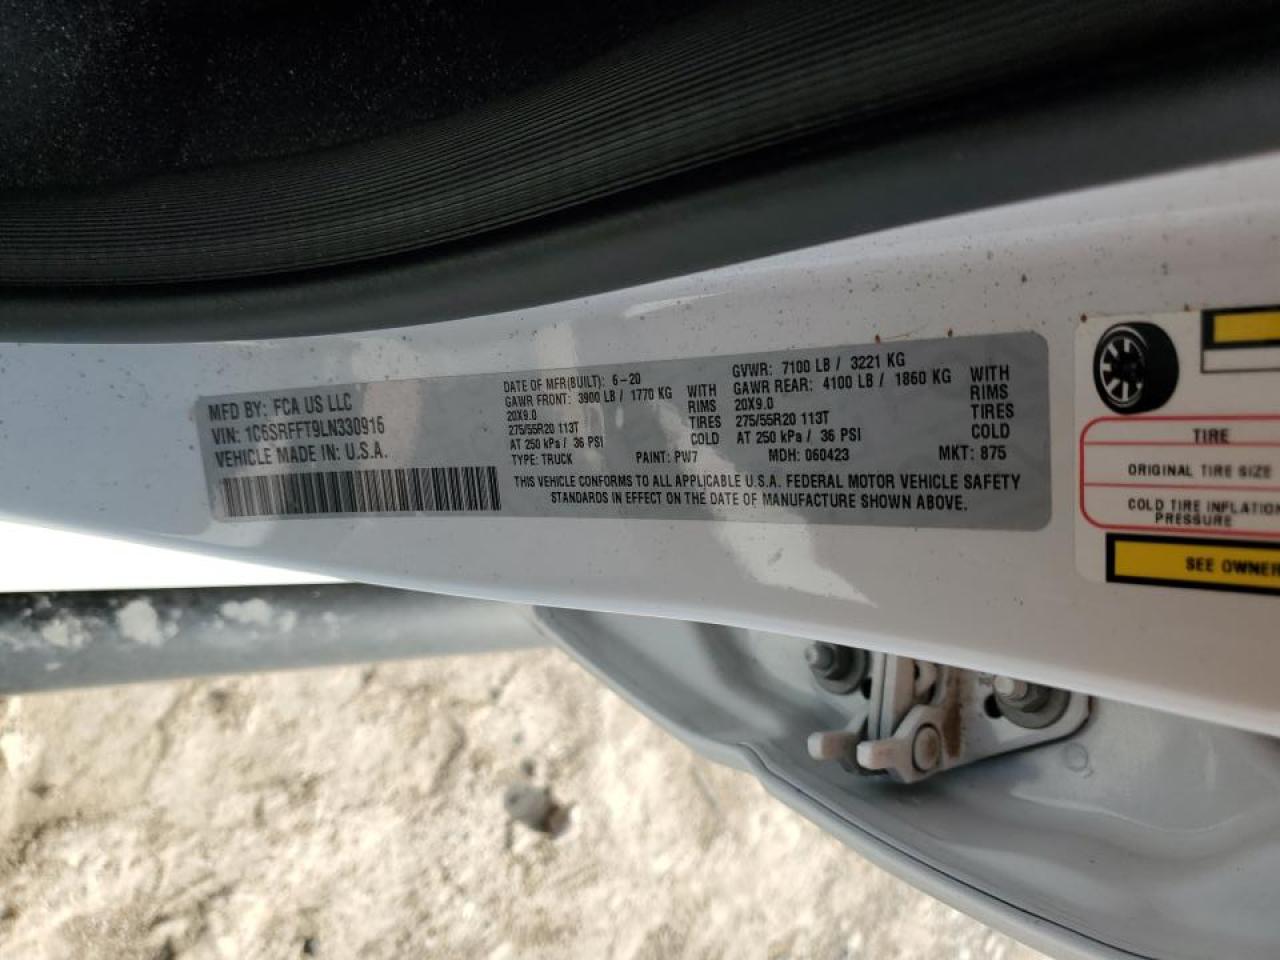 MFD BY: FCA US LLC
VIN: 1C6SRFFT9LN330916
VEHICLE MADE IN: U.S.A.
DATE OF MFR(BUILT): 6-20
GAWR FRONT: 3900 LB / 1770 KG WITH
20X9.0 RIMS
275/55R20 113T TIRES
AT 250 kPa / 36 PSI COLD
TYPE: TRUCK PAINT: PW7
GVWR: 7100 LB / 3221 KG
GAWR REAR: 4100 LB / 1860 KG WITH
20X9.0 RIMS
275/55R20 113T TIRES
AT 250 kPa / 36 PSI COLD
MDH: 060423 MKT: 875
THIS VEHICLE CONFORMS TO ALL APPLICABLE U.S.A. FEDERAL MOTOR VEHICLE SAFETY
STANDARDS IN EFFECT ON THE DATE OF MANUFACTURE SHOWN ABOVE.
TIRE
ORIGINAL TIRE SIZE
COLD TIRE INFLATION
PRESSURE
SEE OWNER